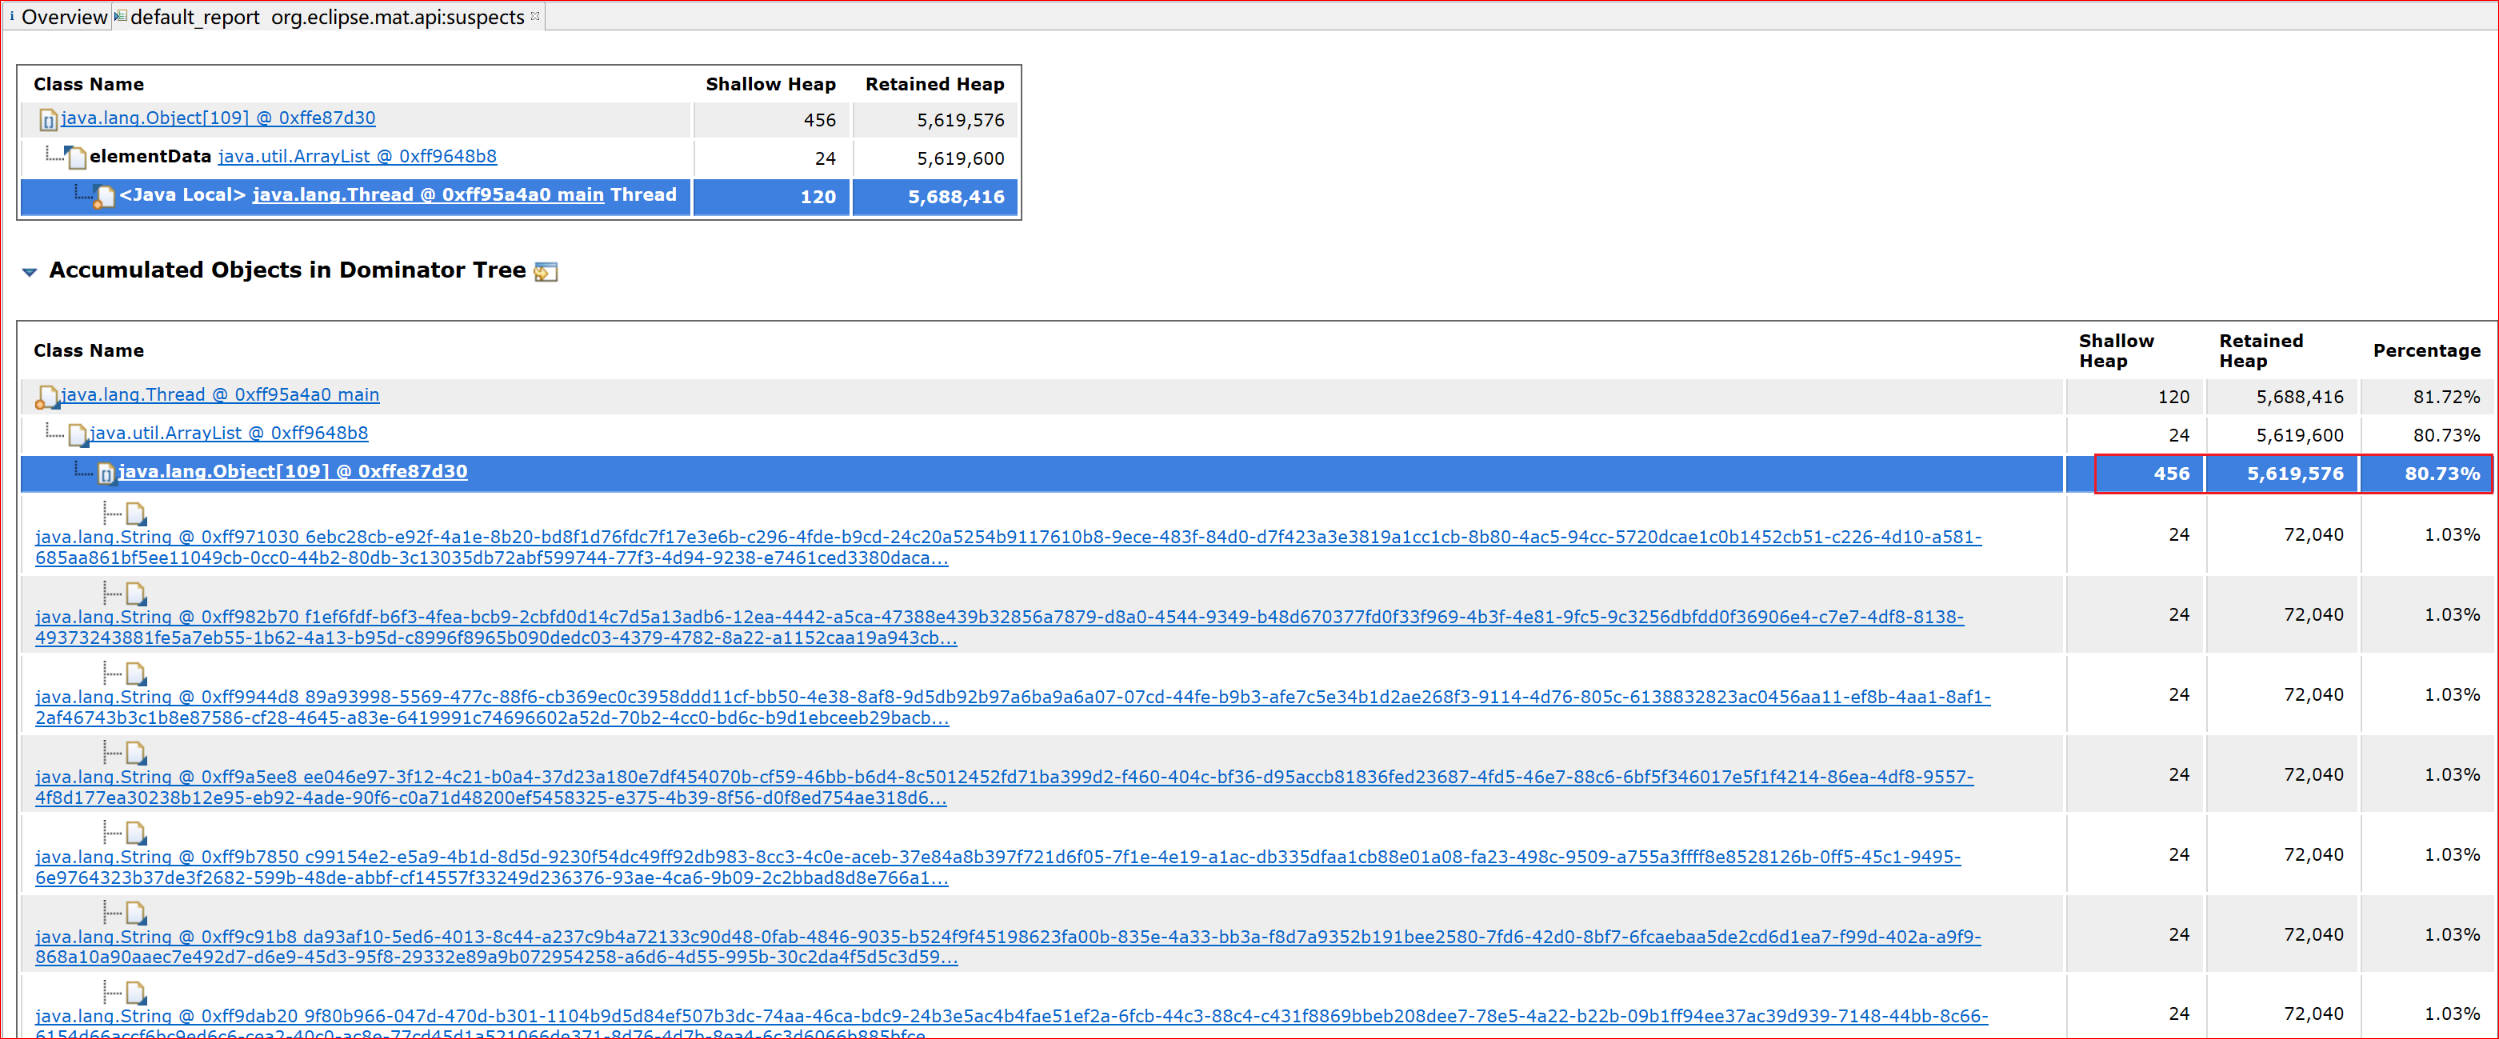 Overview default_report org.eclipse.mat.api:suspects
Class Name Shallow Heap Retained Heap
java.lang.Object[109] @ 0xffe87d30 456 5,619,576
elementData java.util.ArrayList @ 0xff9648b8 24 5,619,600
<Java Local> java.lang.Thread @ 0xff95a4a0 main Thread 120 5,688,416
Accumulated Objects in Dominator Tree
Class Name Shallow Heap Retained Heap Percentage
java.lang.Thread @ 0xff95a4a0 main 120 5,688,416 81.72%
java.util.ArrayList @ 0xff9648b8 24 5,619,600 80.73%
java.lang.Object[109] @ 0xffe87d30 456 5,619,576 80.73%
java.lang.String @ 0xff971030 6ebc28cb-e92f-4a1e-8b20-bd8f1d76fdc7f17e3e6b-c296-4fde-b9cd-24c20a5254b9117610b8-9ece-483f-84d0-d7f423a3e3819a1cc1cb-8b80-4ac5-94cc-5720dcae1c0b1452cb51-c226-4d10-a581- 24 72,040 1.03%
685aa861bf5ee11049cb-0cc0-44b2-80db-3c13035db72abf599744-77f3-4d94-9238-e7461ced3380daca...
java.lang.String @ 0xff982b70 f1ef6fdf-b6f3-4fea-bcb9-2cbfd0d14c7d5a13adb6-12ea-4442-a5ca-47388e439b32856a7879-d8a0-4544-9349-b48d670377fd0f33f969-4b3f-4e81-9fc5-9c3256dbfdd0f36906e4-c7e7-4df8-8138- 24 72,040 1.03%
49373243881fe5a7eb55-1b62-4a13-b95d-c8996f8965b090dedc03-4379-4782-8a22-a1152caa19a943cb...
java.lang.String @ 0xff9944d8 89a93998-5569-477c-88f6-cb369ec0c3958ddd11cf-bb50-4e38-8af8-9d5db92b97a6ba9a6a07-07cd-44fe-b9b3-afe7c5e34b1d2ae268f3-9114-4d76-805c-6138832823ac0456aa11-ef8b-4aa1-8af1- 24 72,040 1.03%
2af46743b3c1b8e87586-cf28-4645-a83e-6419991c74696602a52d-70b2-4cc0-bd6c-b9d1ebceeb29bacb...
java.lang.String @ 0xff9a5ee8 ee046e97-3f12-4c21-b0a4-37d23a180e7df454070b-cf59-46bb-b6d4-8c5012452fd71ba399d2-f460-404c-bf36-d95accb81836fed23687-4fd5-46e7-88c6-6bf5f346017e5f1f4214-86ea-4df8-9557- 24 72,040 1.03%
4f8d177ea30238b12e95-eb92-4ade-90f6-c0a71d48200ef5458325-e375-4b39-8f56-d0f8ed754ae318d6...
java.lang.String @ 0xff9b7850 c99154e2-e5a9-4b1d-8d5d-9230f54dc49ff92db983-8cc3-4c0e-aceb-37e84a8b397f721d6f05-7f1e-4e19-a1ac-db335dfaa1cb88e01a08-fa23-498c-9509-a755a3ffff8e8528126b-0ff5-45c1-9495- 24 72,040 1.03%
6e9764323b37de3f2682-599b-48de-abbf-cf14557f33249d236376-93ae-4ca6-9b09-2c2bbad8d8e766a1...
java.lang.String @ 0xff9c91b8 da93af10-5ed6-4013-8c44-a237c9b4a72133c90d48-0fab-4846-9035-b524f9f45198623fa00b-835e-4a33-bb3a-f8d7a9352b191bee2580-7fd6-42d0-8bf7-6fcaebaa5de2cd6d1ea7-f99d-402a-a9f9- 24 72,040 1.03%
868a10a90aaec7e492d7-d6e9-45d3-95f8-29332e89a9b072954258-a6d6-4d55-995b-30c2da4f5d5c3d59...
java.lang.String @ 0xff9dab20 9f80b966-047d-470d-b301-1104b9d5d84ef507b3dc-74aa-46ca-bdc9-24b3e5ac4b4fae51ef2a-6fcb-44c3-88c4-c431f8869bbeb208dee7-78e5-4a22-b22b-09b1ff94ee37ac39d939-7148-44bb-8c66- 24 72,040 1.03%